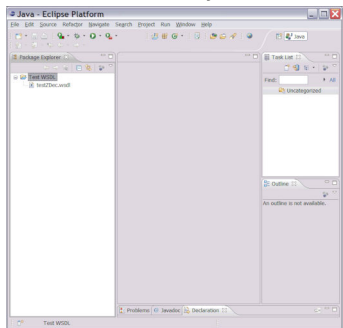 Java - Eclipse Platform
File Edit Source Refactor Navigate Search Project Run Window Help
Java
Package Explorer
Test WSDL
test2Dec.wsdl
Task List
Find: All
Uncategorized
Outline
An outline is not available.
Problems Javadoc Declaration
Test WSDL